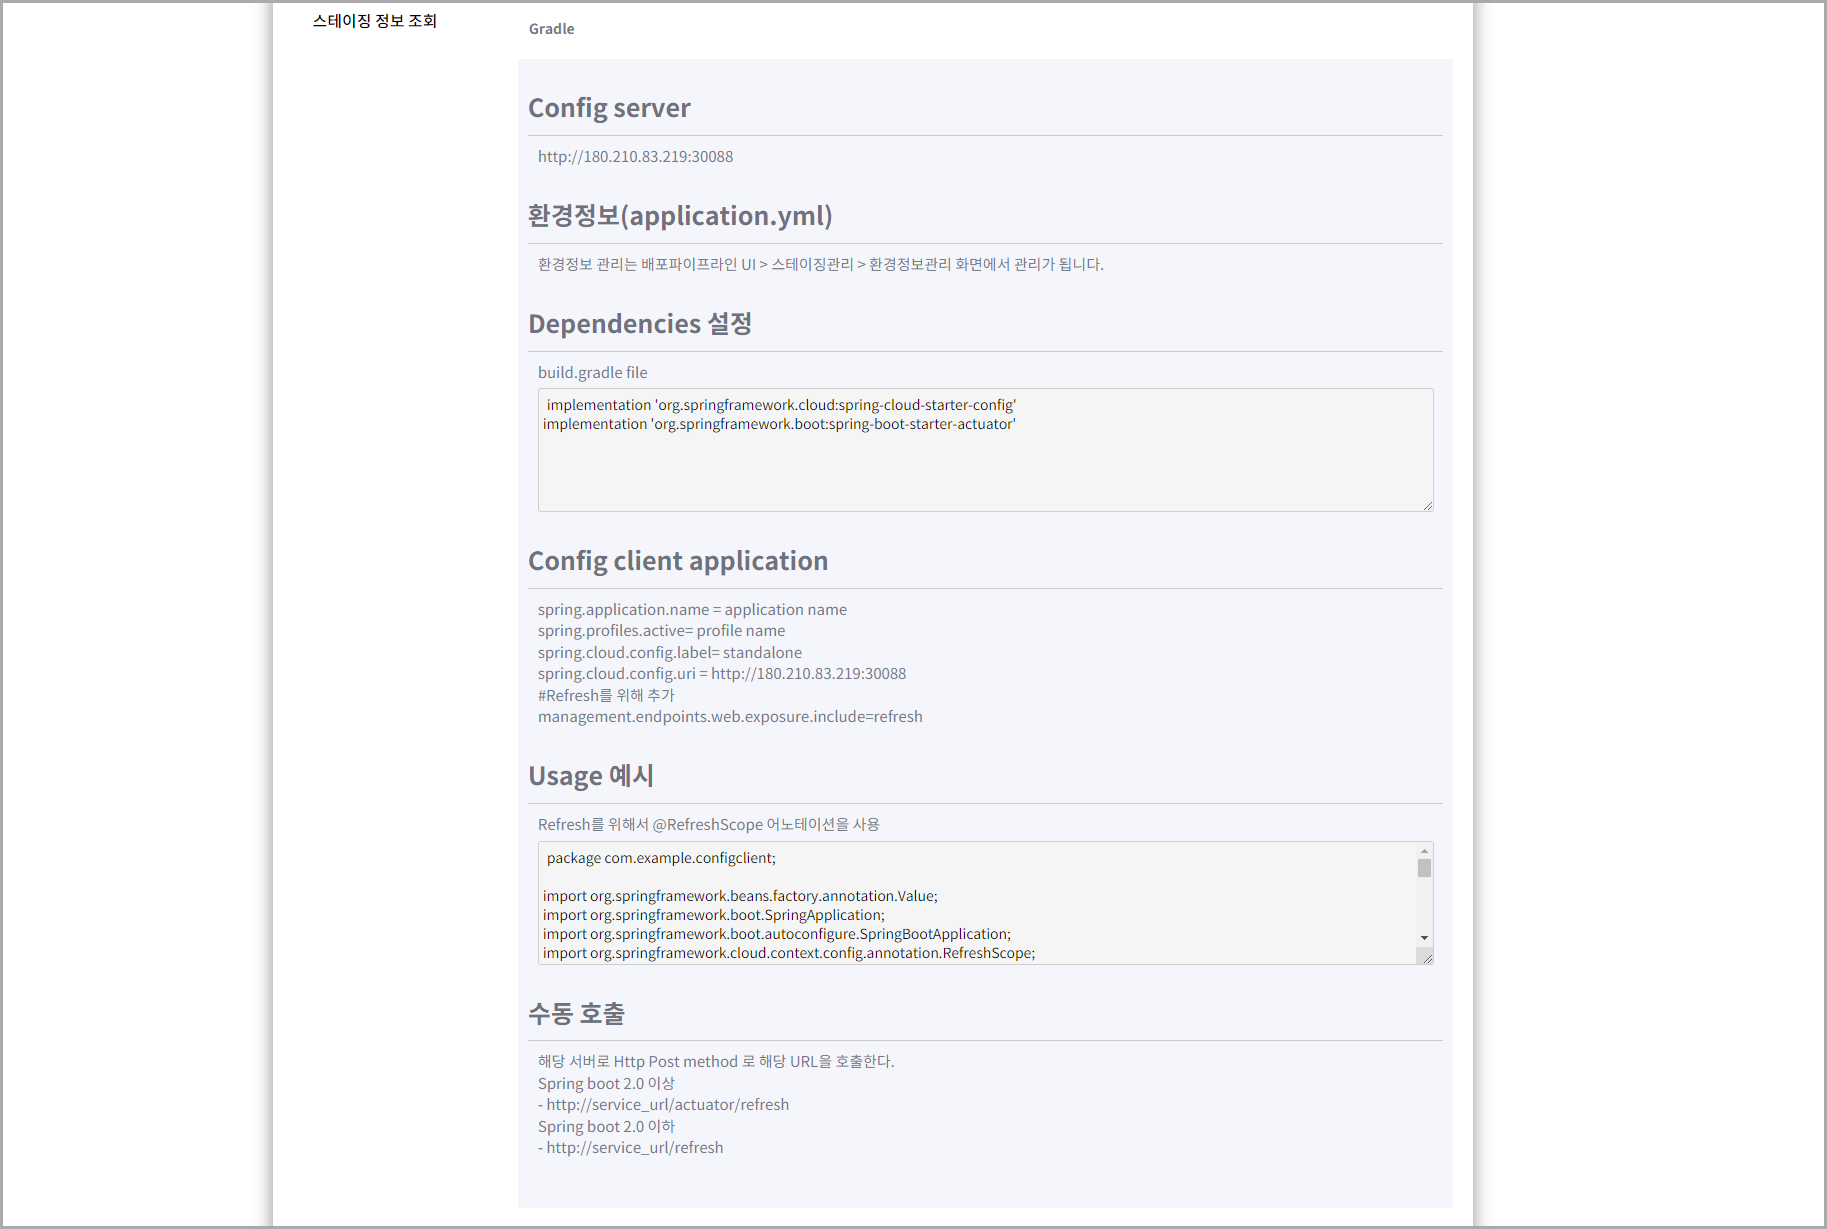 스테이징 정보 조회
Gradle
Config server
http://180.210.83.219:30088
환경정보(application.yml)
환경정보 관리는 배포파이프라인 UI > 스테이징관리 > 환경정보관리 화면에서 관리가 됩니다.
Dependencies 설정
build.gradle file
implementation 'org.springframework.cloud:spring-cloud-starter-config'
implementation 'org.springframework.boot:spring-boot-starter-actuator'
Config client application
spring.application.name = application name
spring.profiles.active= profile name
spring.cloud.config.label= standalone
spring.cloud.config.uri = http://180.210.83.219:30088
#Refresh를 위해 추가
management.endpoints.web.exposure.include=refresh
Usage 예시
Refresh를 위해서 @RefreshScope 어노테이션을 사용
package com.example.configclient;
import org.springframework.beans.factory.annotation.Value;
import org.springframework.boot.SpringApplication;
import org.springframework.boot.autoconfigure.SpringBootApplication;
import org.springframework.cloud.context.config.annotation.RefreshScope;
수동 호출
해당 서버로 Http Post method 로 해당 URL을 호출한다.
Spring boot 2.0 이상
- http://service_url/actuator/refresh
Spring boot 2.0 이하
- http://service_url/refresh